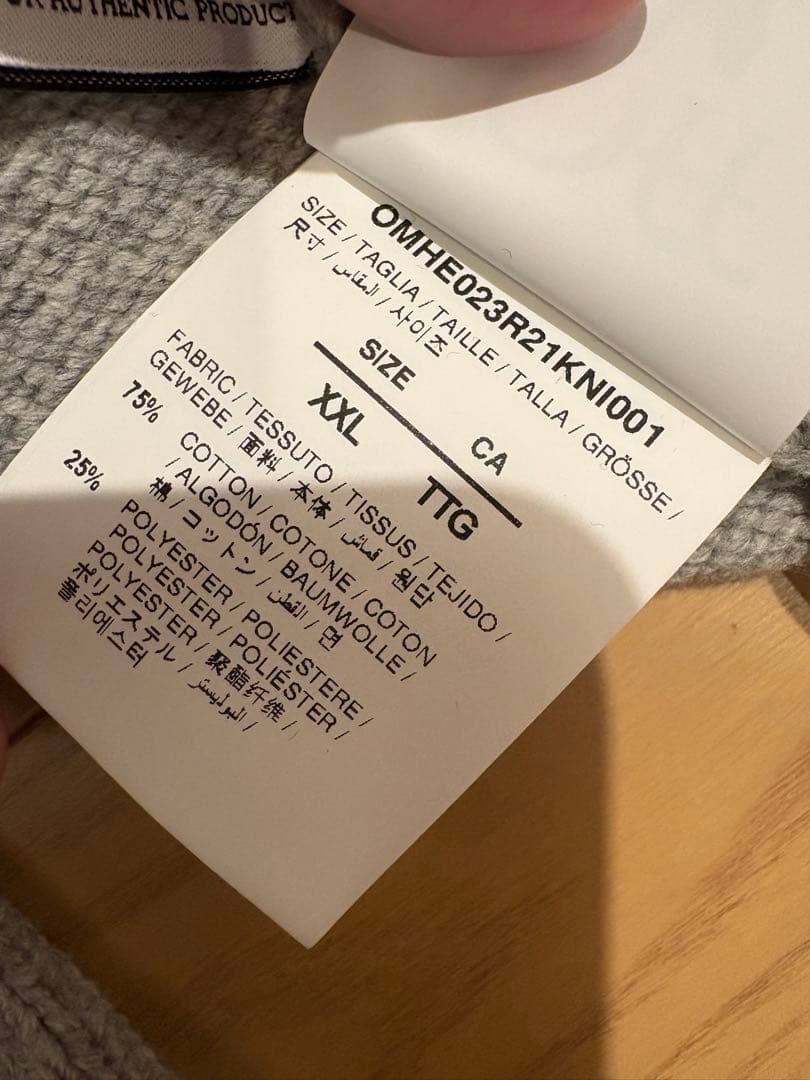 OR AUTHENTIC PRODUCT
OMHE023R21KNI001
SIZE / TAGLIA / TAILLE / TALLA / GRÖSSE /
尺寸 / المقاس / 사이즈
SIZE CA
XXL TTG
FABRIC / TESSUTO / TISSUS / TEJIDO /
GEWEBE / 面料 / 本体 / قماش / 원단
75% COTTON / COTONE / COTON
/ ALGODÓN / BAUMWOLLE /
棉 / コットン / القطن / 면
25% POLYESTER / POLIESTERE /
POLYESTER / POLIÉSTER /
POLYESTER / 聚酯纤维 /
ポリエステル / البوليستر /
폴리에스터